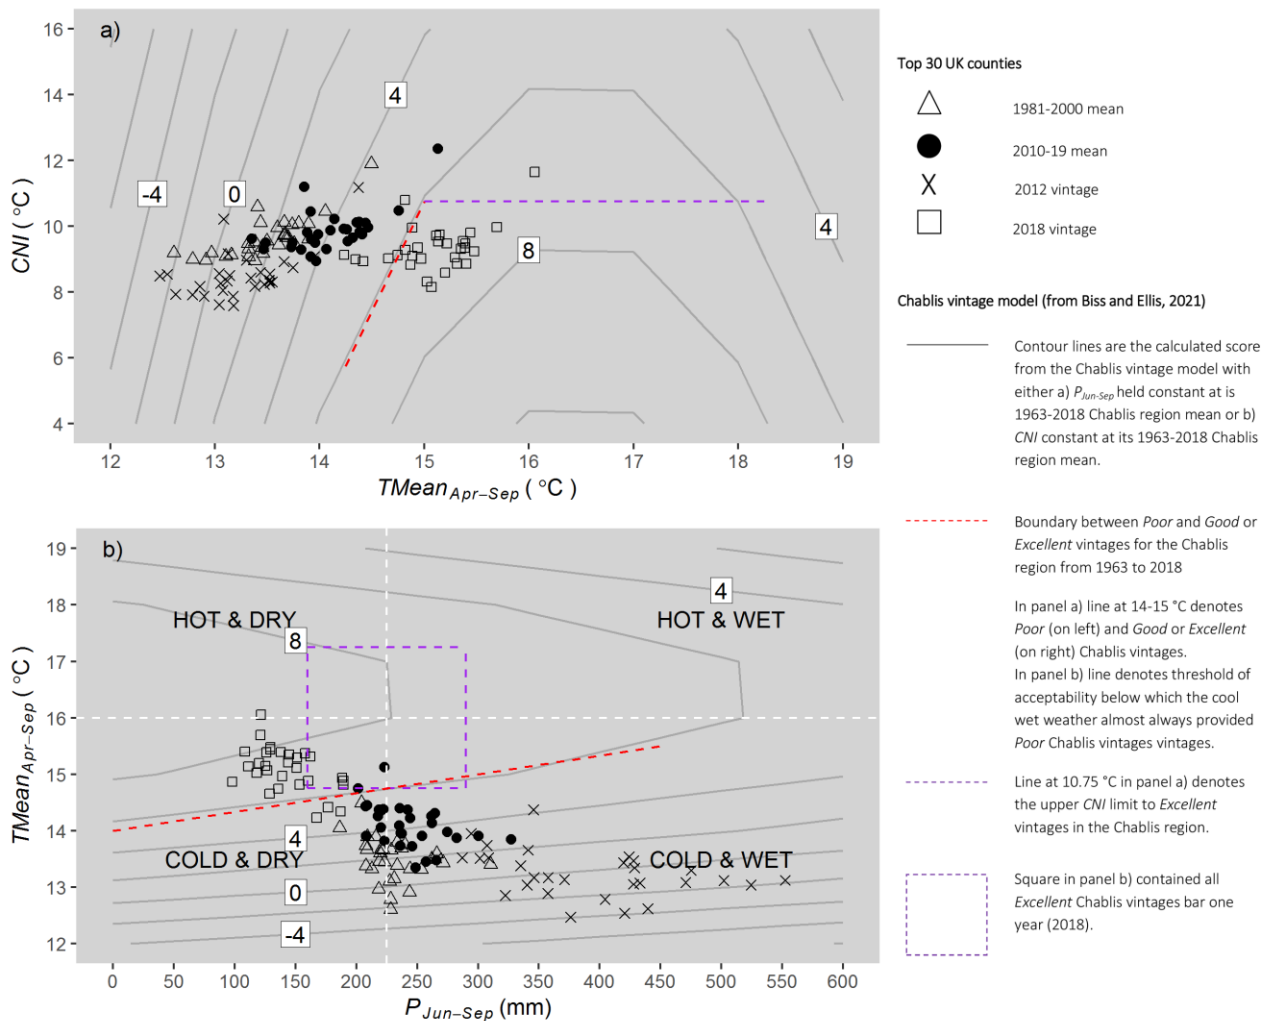 a)
16
14
12
10
8
6
4
CNI (°C)
4
-4
0
4
8
12
13
14
15
16
17
18
19
TMean Apr–Sep (°C)
b)
19
18
17
16
15
14
13
12
TMean Apr–Sep (°C)
4
HOT & DRY
HOT & WET
8
4
COLD & DRY
COLD & WET
0
-4
0
50
100
150
200
250
300
350
400
450
500
550
600
P Jun–Sep (mm)
Top 30 UK counties
1981-2000 mean
2010-19 mean
2012 vintage
2018 vintage
Chablis vintage model (from Biss and Ellis, 2021)
Contour lines are the calculated score
from the Chablis vintage model with
either a) PJun-Sep held constant at is
1963-2018 Chablis region mean or b)
CNI constant at its 1963-2018 Chablis
region mean.
Boundary between Poor and Good or
Excellent vintages for the Chablis
region from 1963 to 2018
In panel a) line at 14-15 °C denotes
Poor (on left) and Good or Excellent
(on right) Chablis vintages.
In panel b) line denotes threshold of
acceptability below which the cool
wet weather almost always provided
Poor Chablis vintages vintages.
Line at 10.75 °C in panel a) denotes
the upper CNI limit to Excellent
vintages in the Chablis region.
Square in panel b) contained all
Excellent Chablis vintages bar one
year (2018).